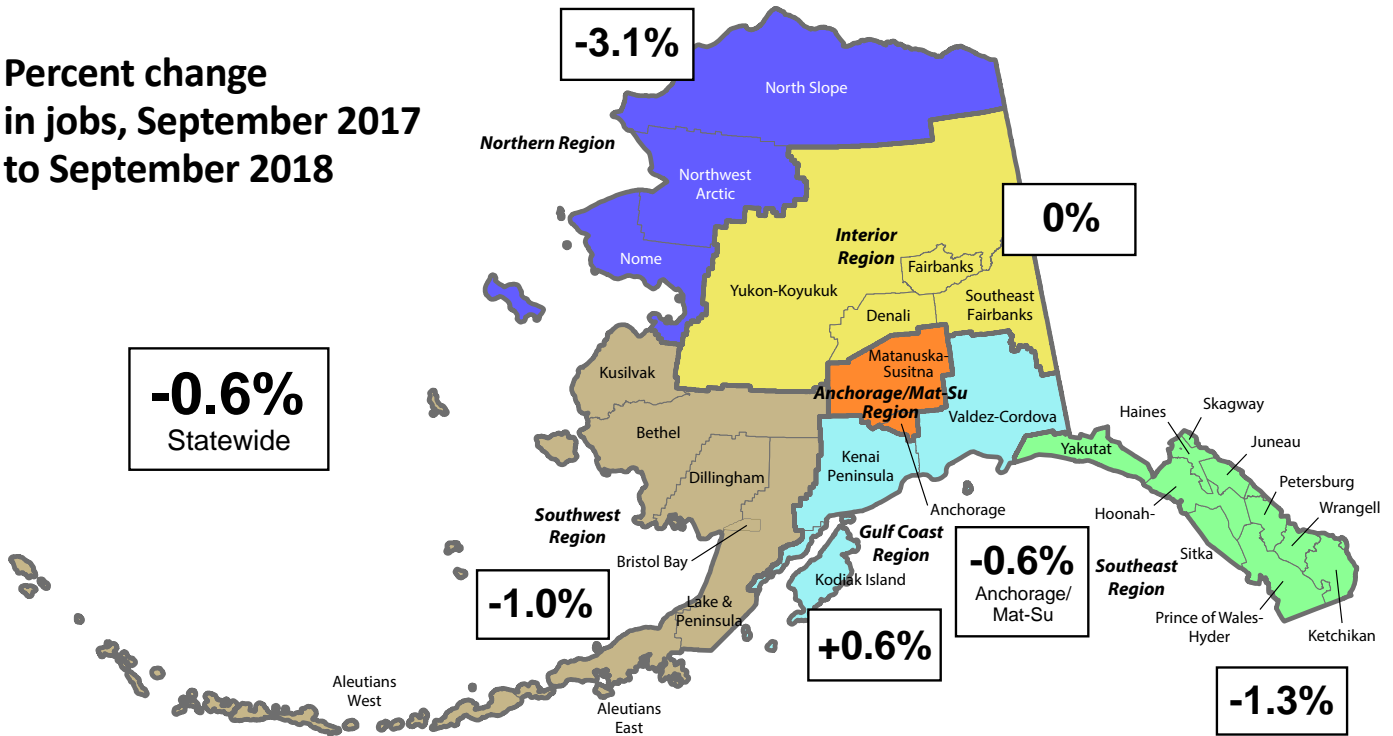 Percent change
in jobs, September 2017
to September 2018
-3.1%
North Slope
Northern Region
Northwest
Arctic
Nome
0%
Interior
Region
Fairbanks
Yukon-Koyukuk
Southeast
Fairbanks
Denali
-0.6%
Statewide
Kusilvak
Matanuska-
Susitna
Anchorage/Mat-Su
Region
Valdez-Cordova
Bethel
Kenai
Peninsula
Dillingham
Yakutat
Haines
Skagway
Juneau
Petersburg
Wrangell
Hoonah-
Anchorage
Southwest
Region
Bristol Bay
Gulf Coast
Region
Kodiak Island
-0.6%
Anchorage/
Mat-Su
Southeast
Region
Sitka
Prince of Wales-
Hyder
Ketchikan
-1.0%
Lake &
Peninsula
+0.6%
-1.3%
Aleutians
West
Aleutians
East